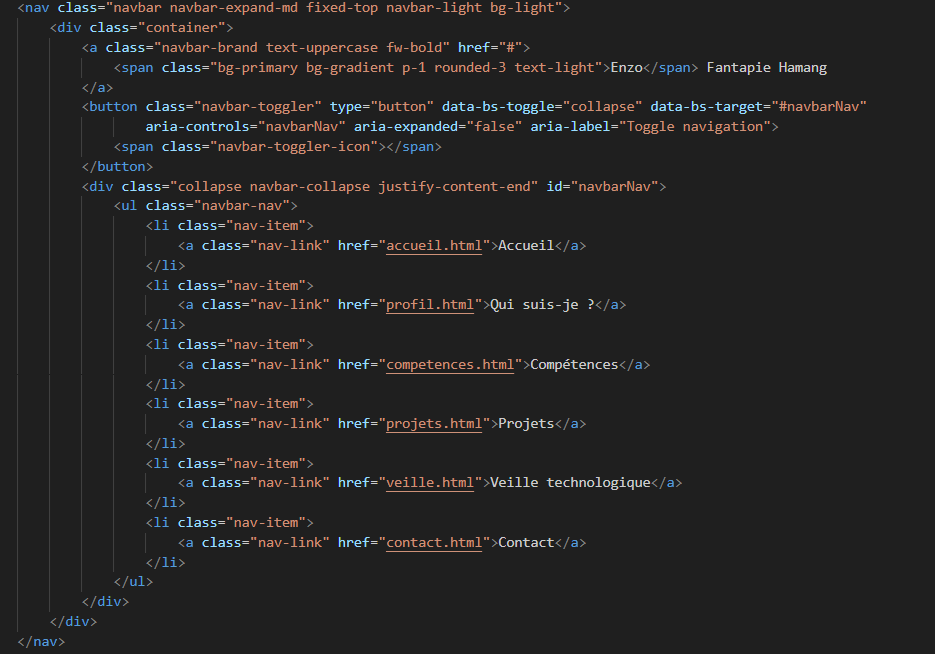 <nav class="navbar navbar-expand-md fixed-top navbar-light bg-light">
<div class="container">
<a class="navbar-brand text-uppercase fw-bold" href="#">
<span class="bg-primary bg-gradient p-1 rounded-3 text-light">Enzo</span> Fantapie Hamang
</a>
<button class="navbar-toggler" type="button" data-bs-toggle="collapse" data-bs-target="#navbarNav"
aria-controls="navbarNav" aria-expanded="false" aria-label="Toggle navigation">
<span class="navbar-toggler-icon"></span>
</button>
<div class="collapse navbar-collapse justify-content-end" id="navbarNav">
<ul class="navbar-nav">
<li class="nav-item">
<a class="nav-link" href="accueil.html">Accueil</a>
</li>
<li class="nav-item">
<a class="nav-link" href="profil.html">Qui suis-je ?</a>
</li>
<li class="nav-item">
<a class="nav-link" href="competences.html">Compétences</a>
</li>
<li class="nav-item">
<a class="nav-link" href="projets.html">Projets</a>
</li>
<li class="nav-item">
<a class="nav-link" href="veille.html">Veille technologique</a>
</li>
<li class="nav-item">
<a class="nav-link" href="contact.html">Contact</a>
</li>
</ul>
</div>
</div>
</nav>